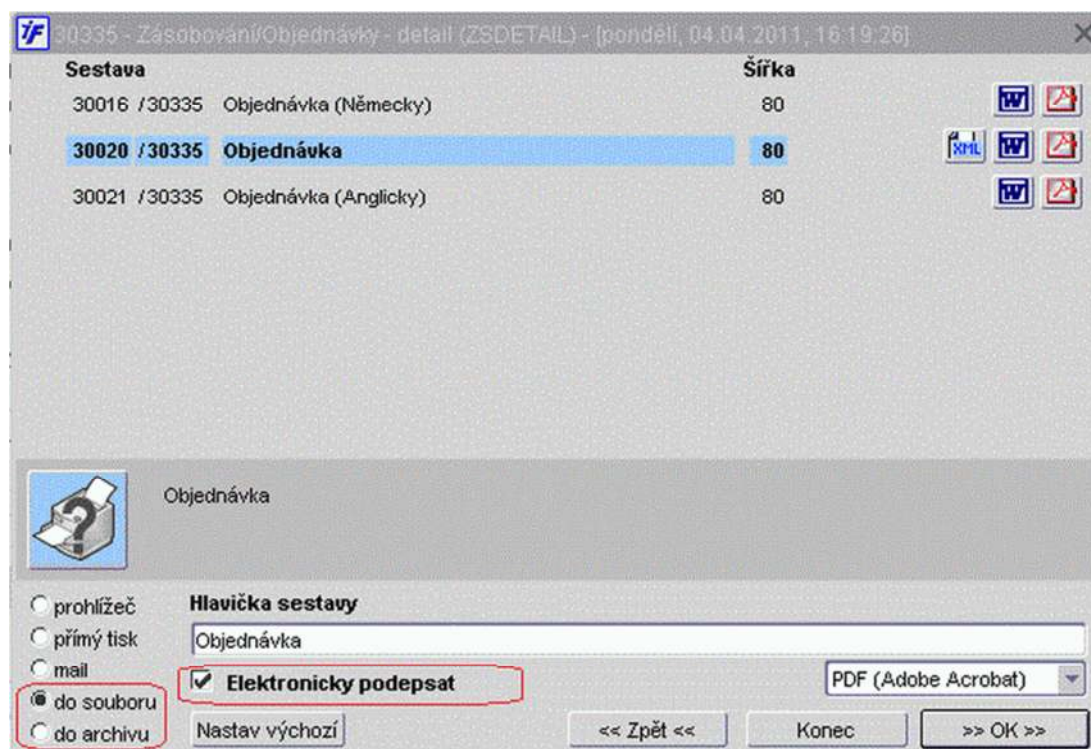 iF 30335 - Zásobování/Objednávky - detail (ZSDETAIL) - [pondělí, 04.04.2011, 16:19:26]
Sestava Šířka
30016 /30335 Objednávka (Německy) 80
30020 /30335 Objednávka 80 XML
30021 /30335 Objednávka (Anglicky) 80
Objednávka
prohlížeč Hlavička sestavy
přímý tisk Objednávka
mail
Elektronicky podepsat PDF (Adobe Acrobat)
do souboru
do archivu Nastav výchozí << Zpět << Konec >> OK >>